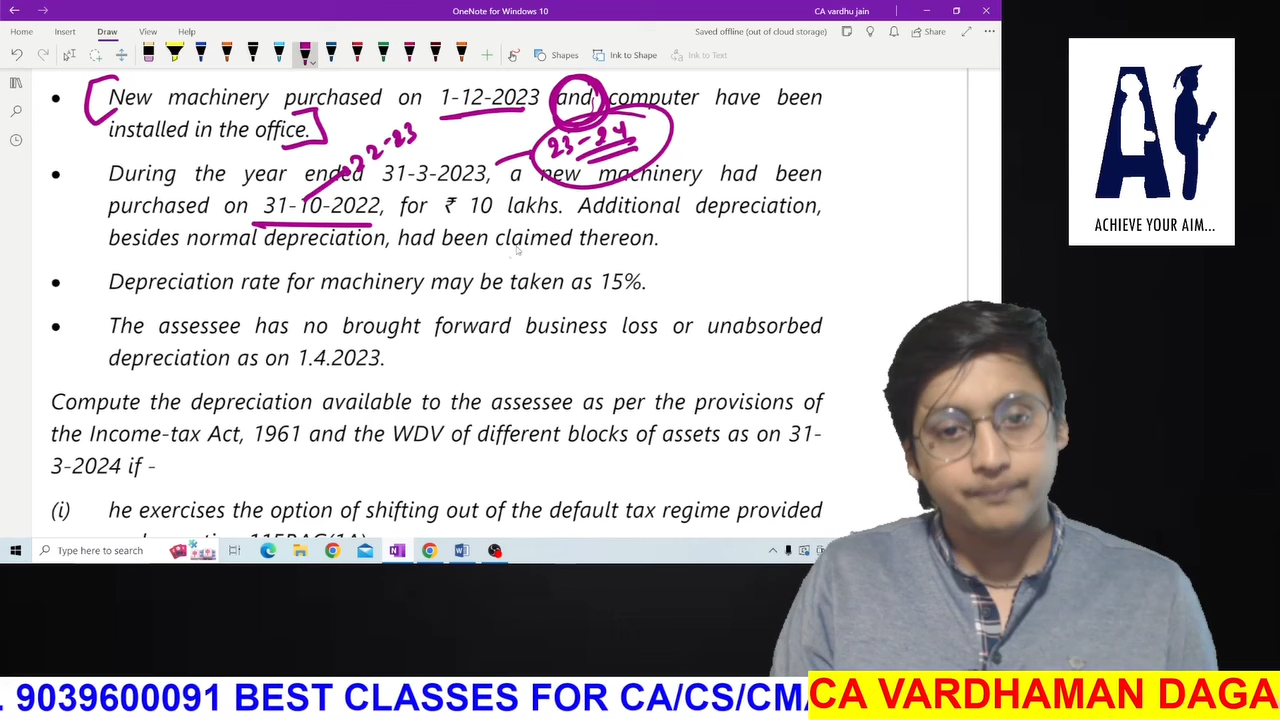 OneNote for Windows 10
CA vardhu jain
Home
Insert
Draw
View
Help
Saved offline (out of cloud storage)
Share
Shapes
Ink to Shape
Ink to Text
• New machinery purchased on 1-12-2023 and computer have been
installed in the office.
22-23
23-24
• During the year ended 31-3-2023, a new machinery had been
purchased on 31-10-2022, for ₹ 10 lakhs. Additional depreciation,
besides normal depreciation, had been claimed thereon.
• Depreciation rate for machinery may be taken as 15%.
• The assessee has no brought forward business loss or unabsorbed
depreciation as on 1.4.2023.
Compute the depreciation available to the assessee as per the provisions of
the Income-tax Act, 1961 and the WDV of different blocks of assets as on 31-
3-2024 if -
(i) he exercises the option of shifting out of the default tax regime provided
Type here to search
AI
ACHIEVE YOUR AIM...
. 9039600091 BEST CLASSES FOR CA/CS/CMA
CA VARDHAMAN DAGA